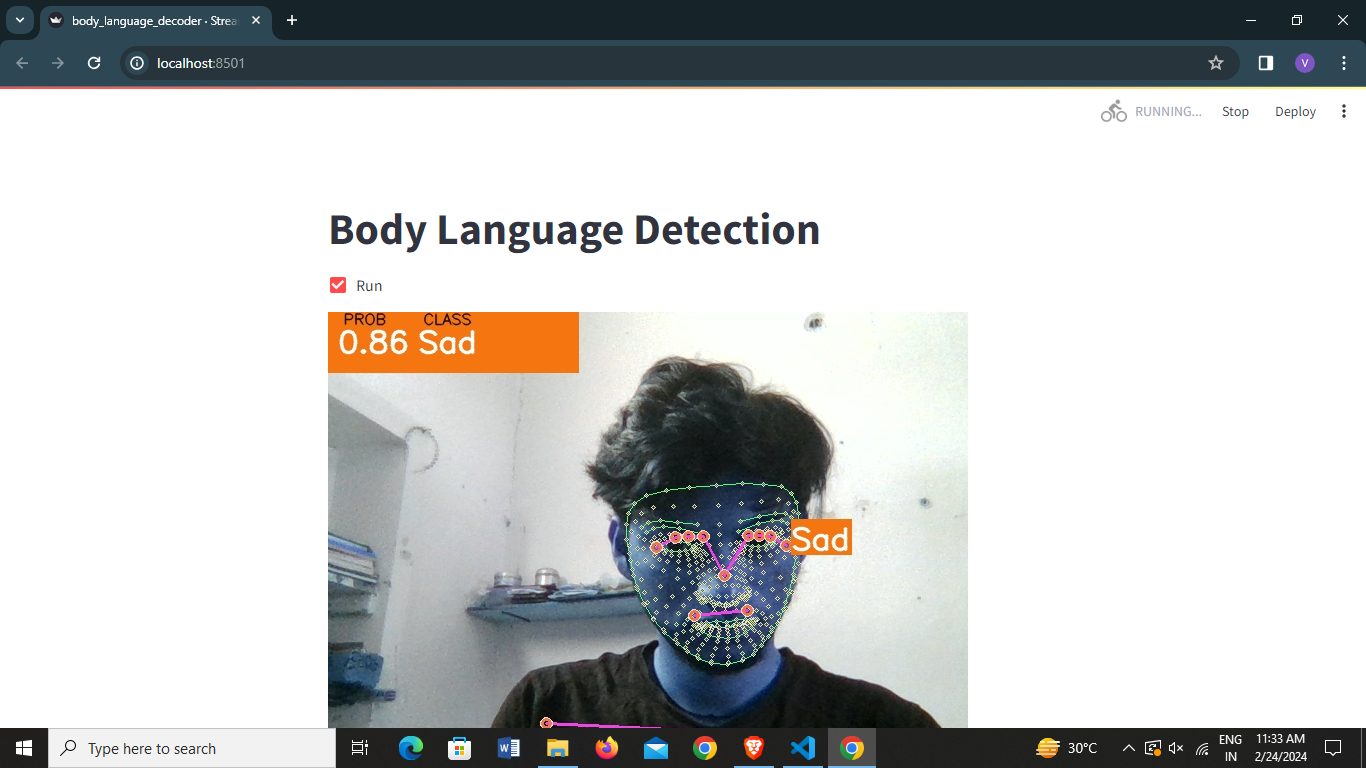 body_language_decoder · Strea
localhost:8501
RUNNING...
Stop
Deploy
V
Body Language Detection
Run
PROB CLASS
0.86 Sad
Sad
Type here to search
30°C
ENG
IN
11:33 AM
2/24/2024